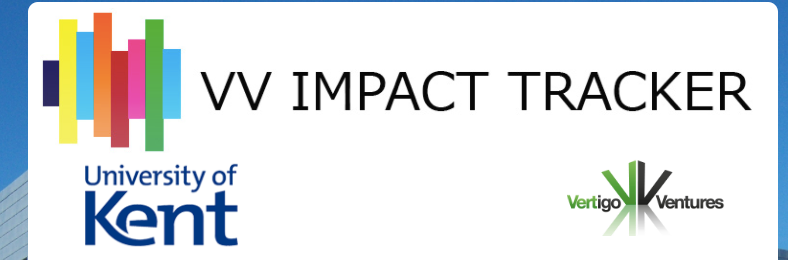 VV IMPACT TRACKER
University of
Kent
Vertigo Ventures